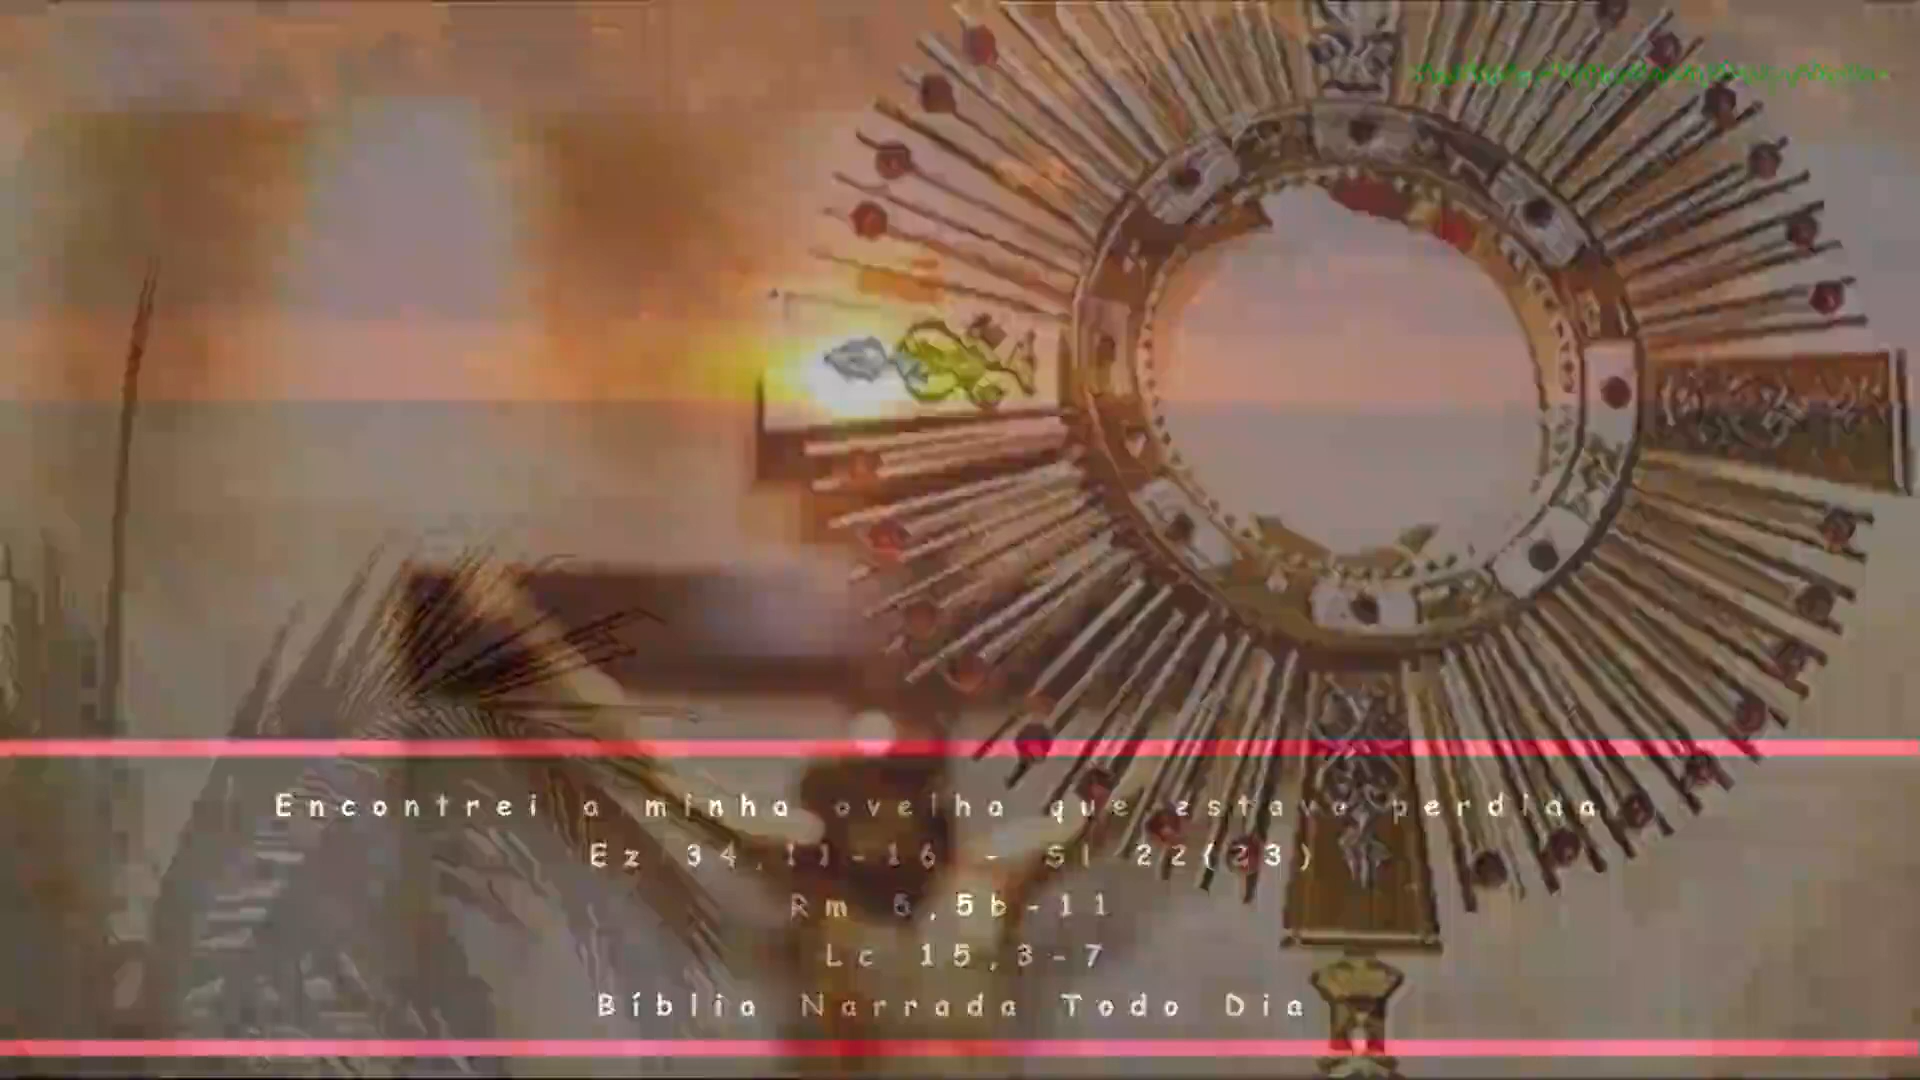 Encontrei a minha ovelha que estava perdida
Ez 34,11-16 - Sl 22(23)
Rm 5,5b-11
Lc 15,3-7
Bíblia Narrada Todo Dia